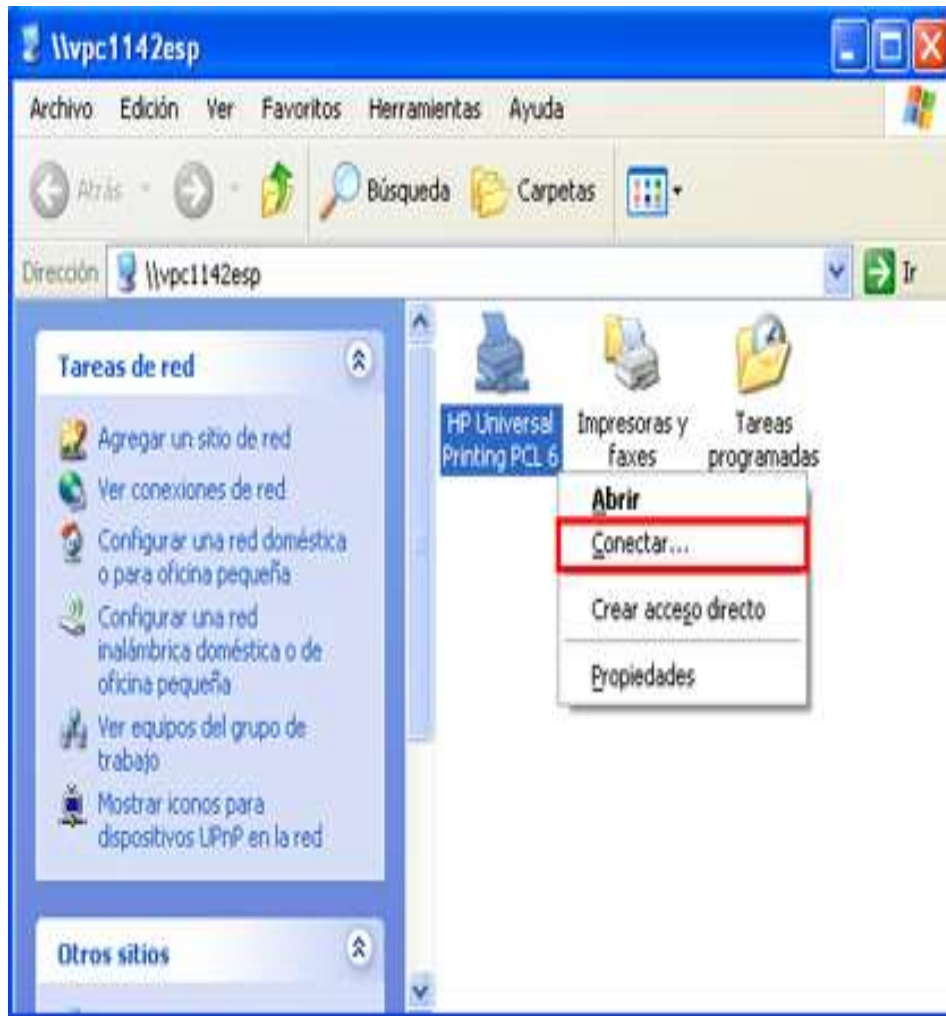 \\vpc1142esp
Archivo Edición Ver Favoritos Herramientas Ayuda
Atrás Búsqueda Carpetas
Dirección \\vpc1142esp Ir
Tareas de red
Agregar un sitio de red
Ver conexiones de red
Configurar una red doméstica
o para oficina pequeña
Configurar una red
inalámbrica doméstica o de
oficina pequeña
Ver equipos del grupo de
trabajo
Mostrar iconos para
dispositivos UPnP en la red
Otros sitios
HP Universal
Printing PCL 6
Impresoras y
faxes
Tareas
programadas
Abrir
Conectar...
Crear acceso directo
Propiedades